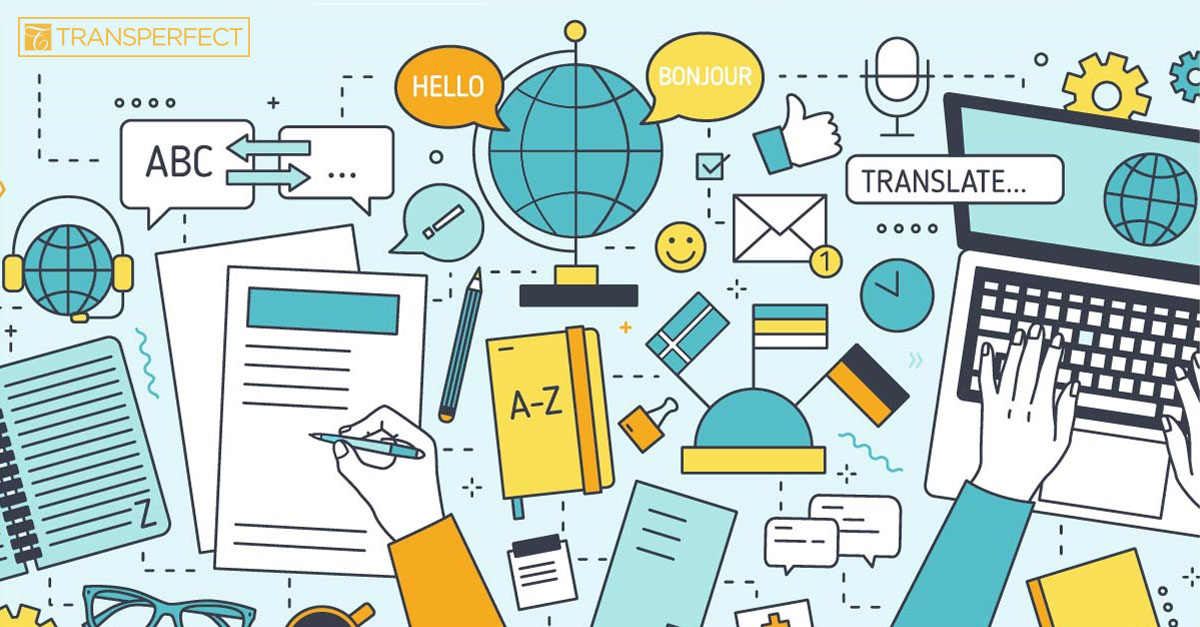 TRANSPERFECT
HELLO
BONJOUR
ABC
...
TRANSLATE...
1
A-Z
Z